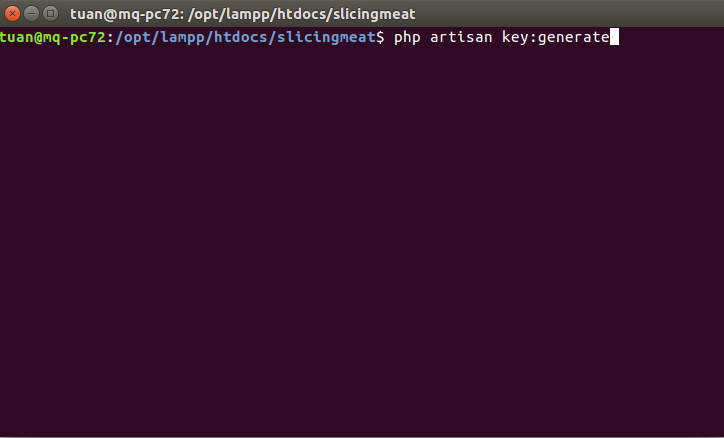 tuan@mq-pc72: /opt/lampp/htdocs/slicingmeat
tuan@mq-pc72:/opt/lampp/htdocs/slicingmeat$ php artisan key:generate